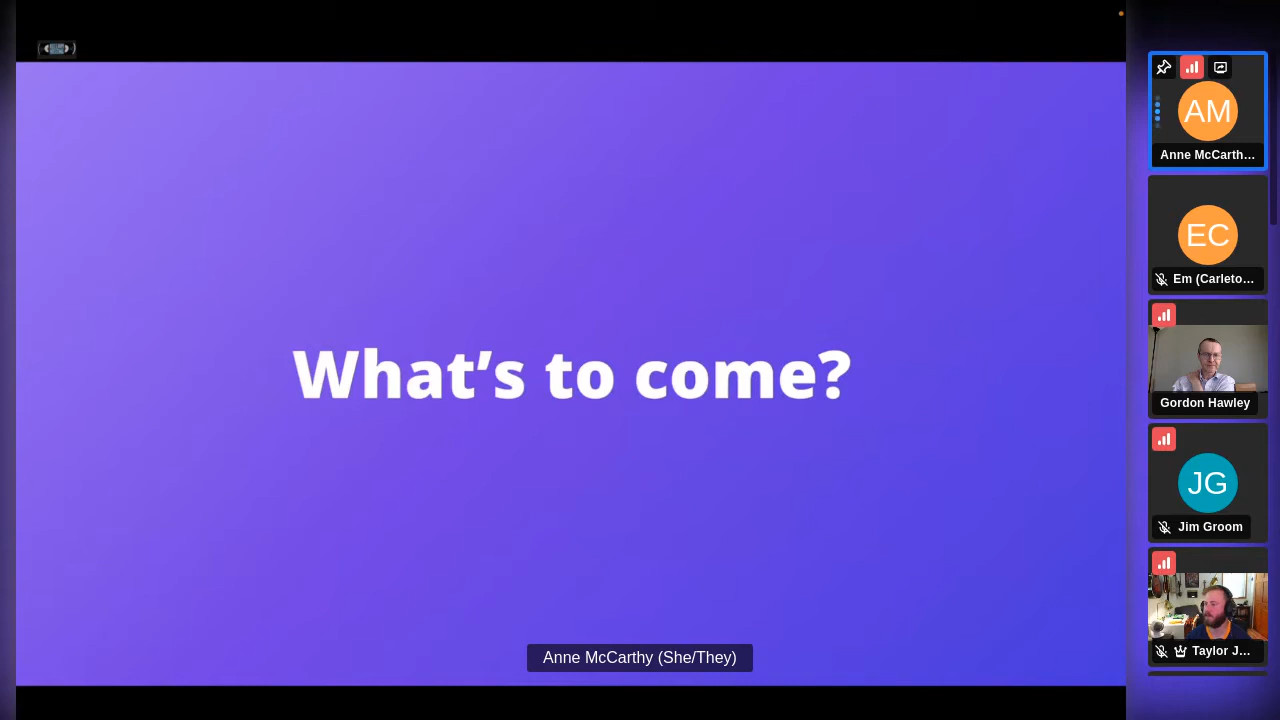 What's to come?
Anne McCarthy (She/They)
AM
Anne McCarth...
EC
Em (Carleto...
Gordon Hawley
JG
Jim Groom
Taylor J...